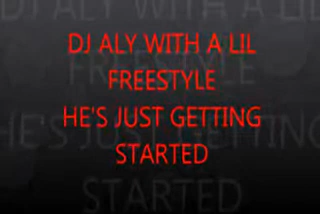 DJ ALY WITH A LIL
FREESTYLE
HE'S JUST GETTING
STARTED